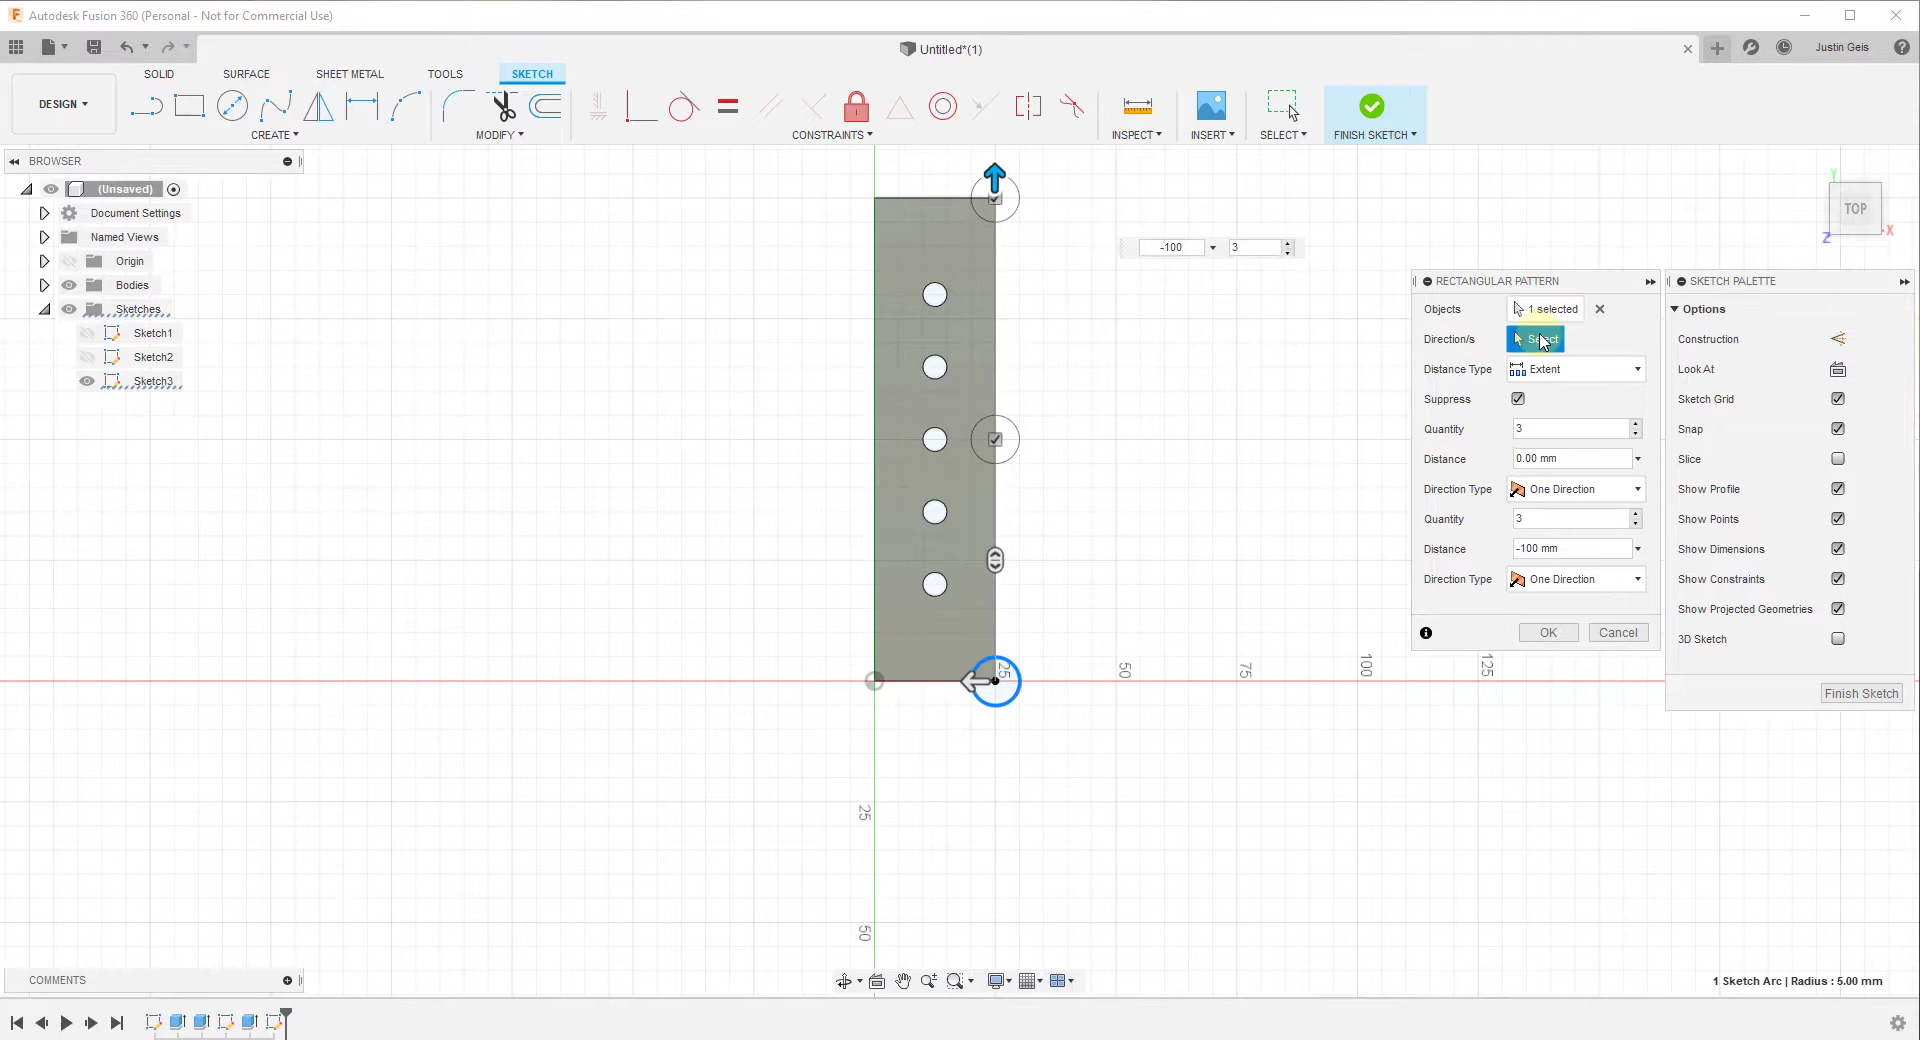 Autodesk Fusion 360 (Personal - Not for Commercial Use)
Untitled*(1)
Justin Geis
DESIGN
SOLID
SURFACE
SHEET METAL
TOOLS
SKETCH
CREATE
MODIFY
CONSTRAINTS
INSPECT
INSERT
SELECT
FINISH SKETCH
BROWSER
(Unsaved)
Document Settings
Named Views
Origin
Bodies
Sketches
Sketch1
Sketch2
Sketch3
-100
3
TOP
Y
Z
X
RECTANGULAR PATTERN
Objects 1 selected
Direction/s Select
Distance Type Extent
Suppress
Quantity 3
Distance 0.00 mm
Direction Type One Direction
Quantity 3
Distance -100 mm
Direction Type One Direction
OK Cancel
SKETCH PALETTE
Options
Construction
Look At
Sketch Grid
Snap
Slice
Show Profile
Show Points
Show Dimensions
Show Constraints
Show Projected Geometries
3D Sketch
Finish Sketch
25
50
75
100
125
25
50
COMMENTS
1 Sketch Arc | Radius : 5.00 mm